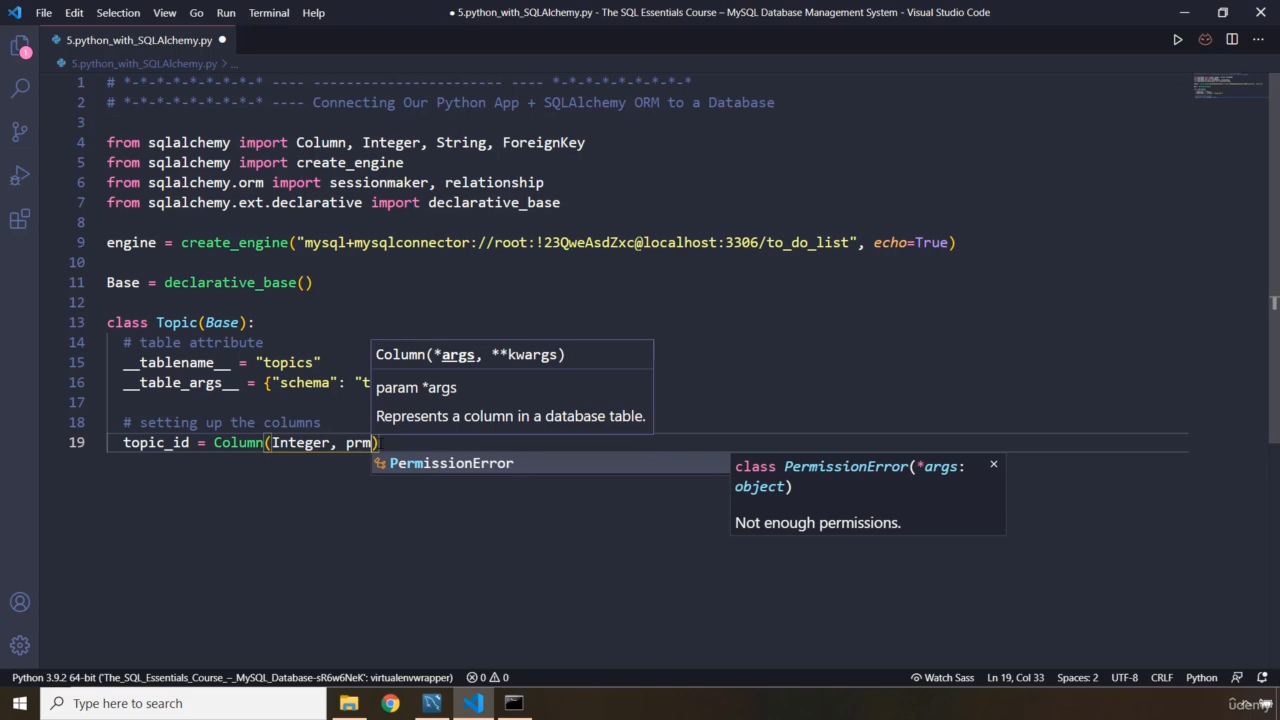 File Edit Selection View Go Run Terminal Help
● 5.python_with_SQLAlchemy.py - The SQL Essentials Course – MySQL Database Management System - Visual Studio Code
5.python_with_SQLAlchemy.py ●
5.python_with_SQLAlchemy.py > ...
1 # *-*-*-*-*-*-*-* ---- ----------------------- ---- *-*-*-*-*-*-*-*
2 # *-*-*-*-*-*-*-* ---- Connecting Our Python App + SQLAlchemy ORM to a Database
3
4 from sqlalchemy import Column, Integer, String, ForeignKey
5 from sqlalchemy import create_engine
6 from sqlalchemy.orm import sessionmaker, relationship
7 from sqlalchemy.ext.declarative import declarative_base
8
9 engine = create_engine("mysql+mysqlconnector://root:!23QweAsdZxc@localhost:3306/to_do_list", echo=True)
10
11 Base = declarative_base()
12
13 class Topic(Base):
14 # table attribute
15 __tablename__ = "topics"
16 __table_args__ = {"schema": "t
17
18 # setting up the columns
19 topic_id = Column(Integer, prm)
Column(*args, **kwargs)
param *args
Represents a column in a database table.
PermissionError
class PermissionError(*args:
object)
Not enough permissions.
1
Python 3.9.2 64-bit ('The_SQL_Essentials_Course_–_MySQL_Database-sR6w6NeK': virtualenvwrapper) 0 0 Watch Sass Ln 19, Col 33 Spaces: 2 UTF-8 CRLF Python
Type here to search
udemy